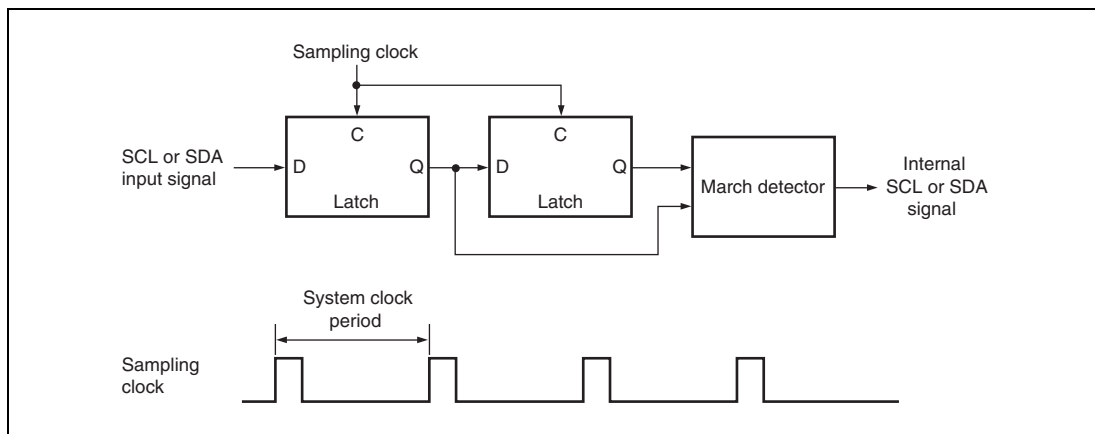 Sampling clock
SCL or SDA
input signal
C
D
Q
Latch
C
D
Q
Latch
March detector
Internal
SCL or SDA
signal
System clock
period
Sampling
clock